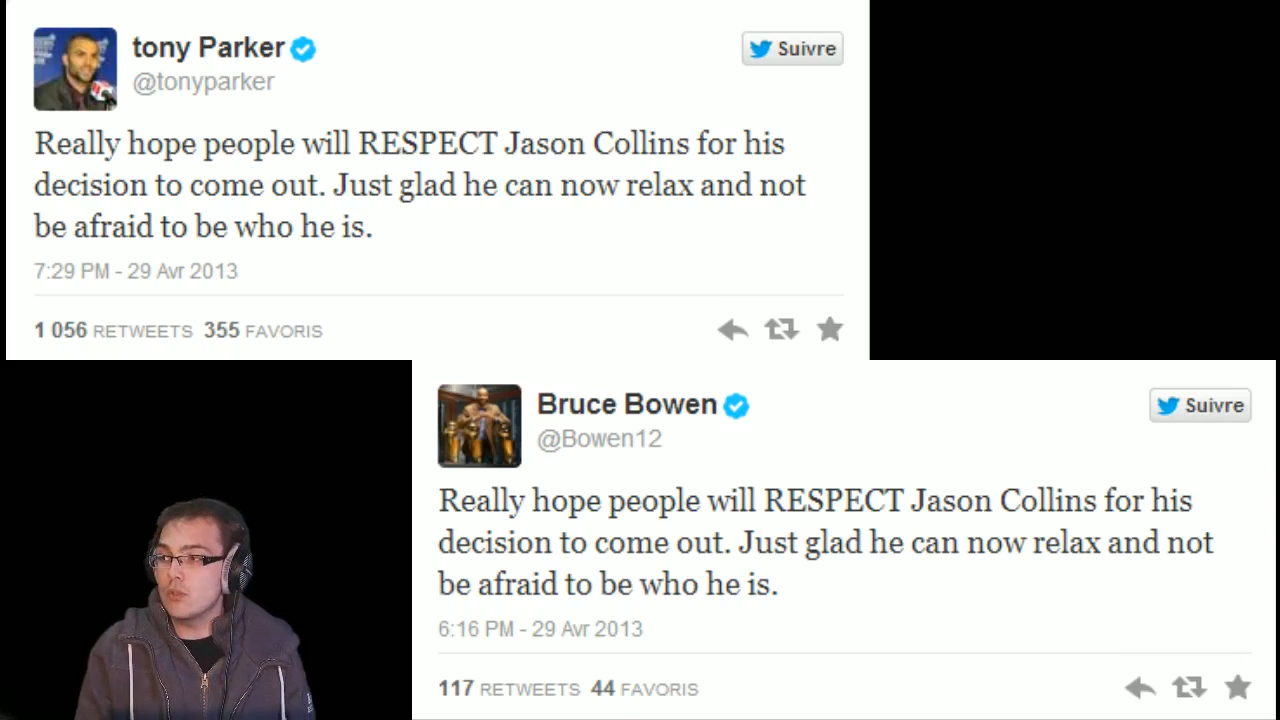 tony Parker
Suivre
@tonyparker
Really hope people will RESPECT Jason Collins for his
decision to come out. Just glad he can now relax and not
be afraid to be who he is.
7:29 PM - 29 Avr 2013
1 056 RETWEETS 355 FAVORIS
Bruce Bowen
Suivre
@Bowen12
Really hope people will RESPECT Jason Collins for his
decision to come out. Just glad he can now relax and not
be afraid to be who he is.
6:16 PM - 29 Avr 2013
117 RETWEETS 44 FAVORIS